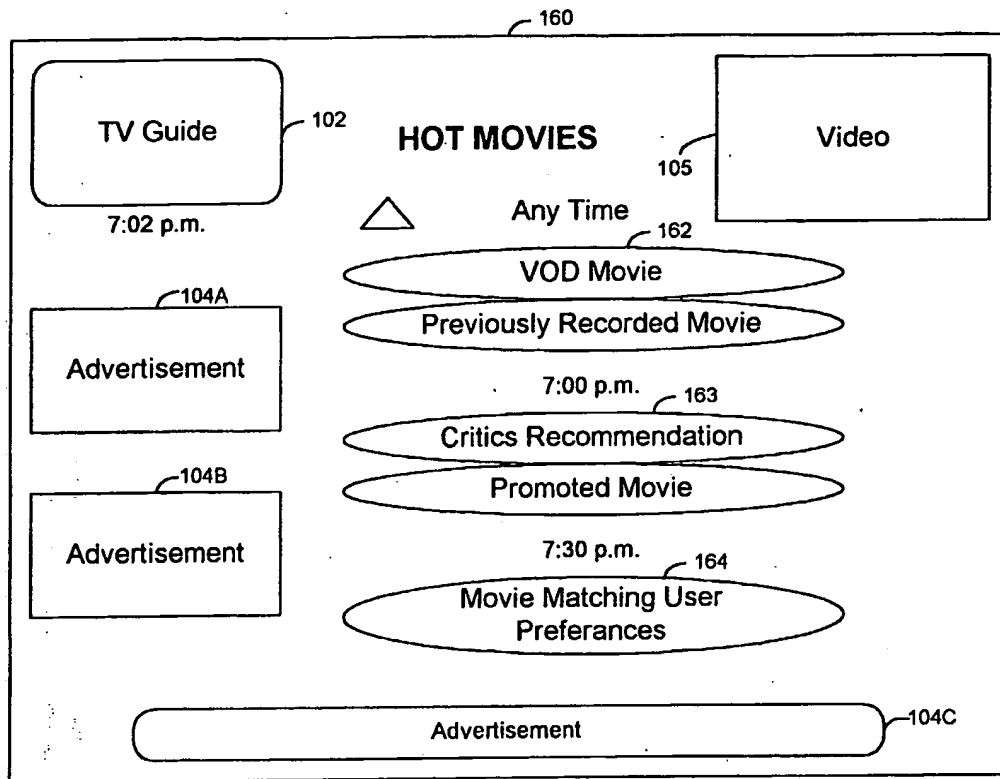 160
TV Guide
102
HOT MOVIES
105
Video
7:02 p.m.
Any Time
162
VOD Movie
Previously Recorded Movie
104A
Advertisement
7:00 p.m.
163
Critics Recommendation
Promoted Movie
104B
Advertisement
7:30 p.m.
164
Movie Matching User
Preferances
Advertisement
104C